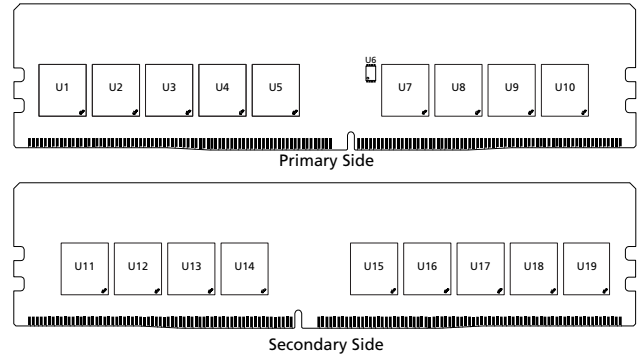 U6
U1 U2 U3 U4 U5 U7 U8 U9 U10
Primary Side
U11 U12 U13 U14 U15 U16 U17 U18 U19
Secondary Side